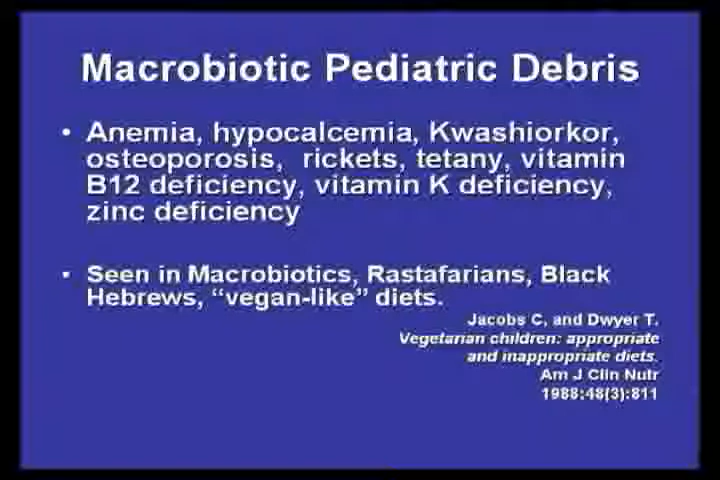 Macrobiotic Pediatric Debris
• Anemia, hypocalcemia, Kwashiorkor,
osteoporosis, rickets, tetany, vitamin
B12 deficiency, vitamin K deficiency,
zinc deficiency
• Seen in Macrobiotics, Rastafarians, Black
Hebrews, “vegan-like” diets.
Jacobs C, and Dwyer T.
Vegetarian children: appropriate
and inappropriate diets.
Am J Clin Nutr
1988;48(3):811